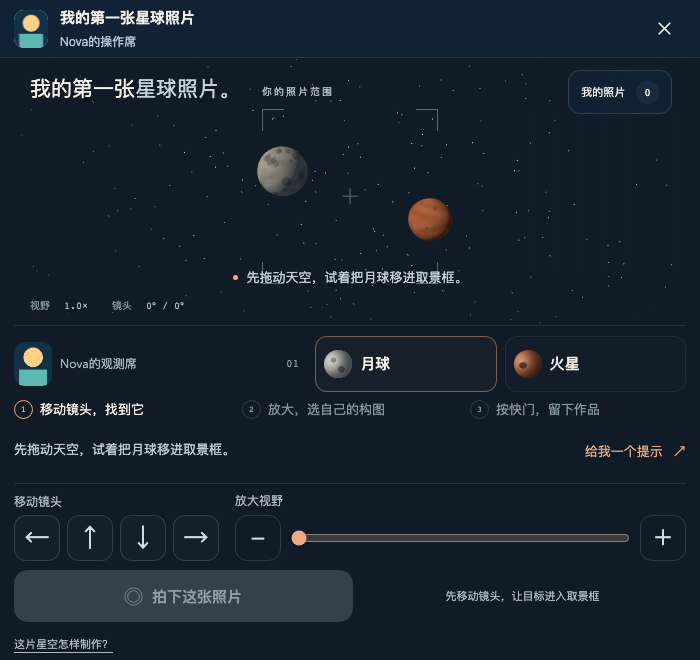 我的第一张星球照片
Nova的操作席
我的第一张星球照片。
你的照片范围
我的照片 0
先拖动天空，试着把月球移进取景框。
视野 1.0× 镜头 0° / 0°
Nova的观测席
01
月球
火星
1 移动镜头，找到它
2 放大，选自己的构图
3 按快门，留下作品
先拖动天空，试着把月球移进取景框。
给我一个提示 ↗
移动镜头
放大视野
← ↑ ↓ → − +
拍下这张照片
先移动镜头，让目标进入取景框
这片星空怎样制作?